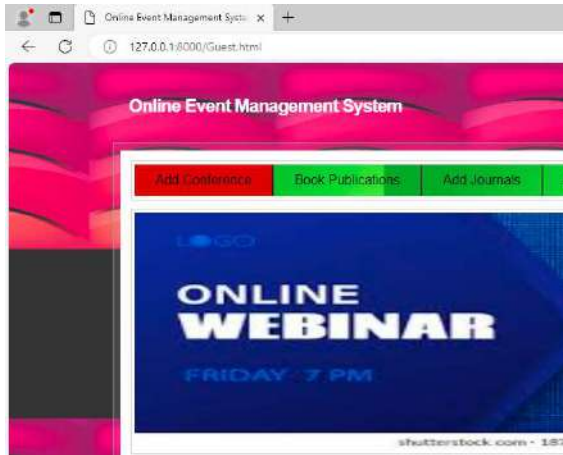 Online Event Management Syste
127.0.0.1:8000/Guest.html
Online Event Management System
Add Conference Book Publications Add Journals
LOGO
ONLINE
WEBINAR
FRIDAY 7 PM
shutterstock.com · 187